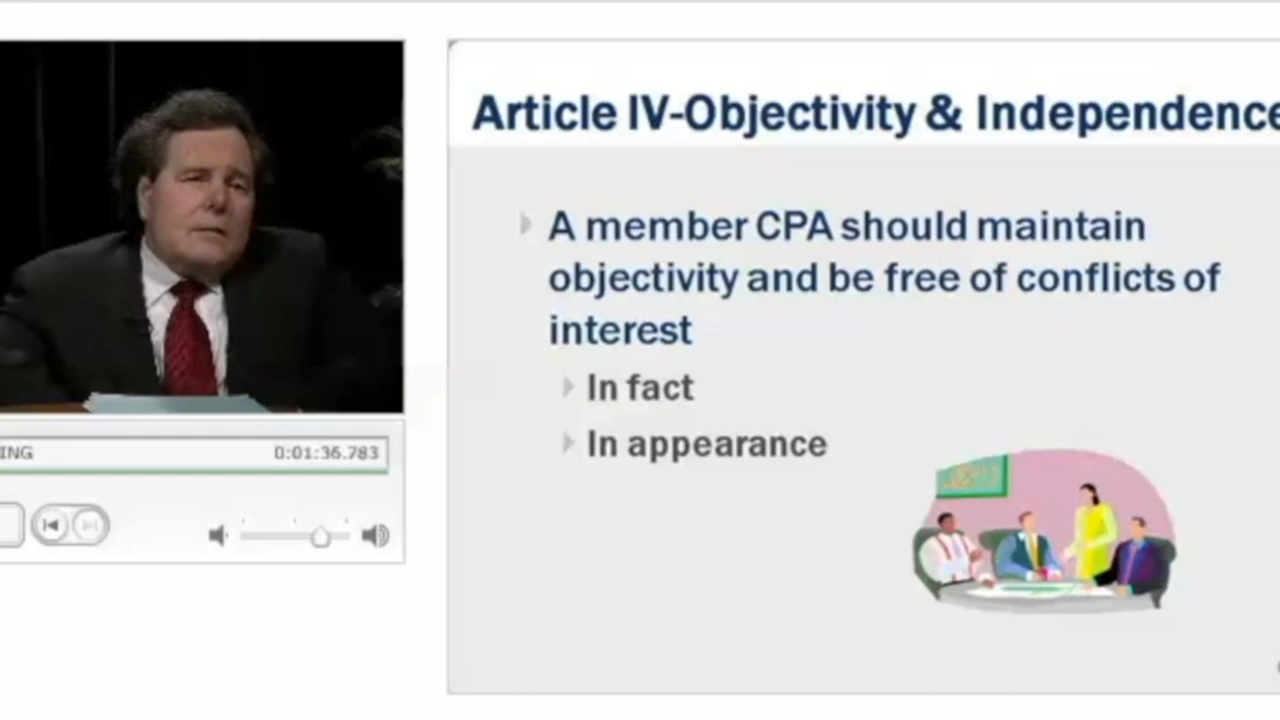 Article IV-Objectivity & Independence
A member CPA should maintain
objectivity and be free of conflicts of
interest
In fact
In appearance
ING
0:01:36.783